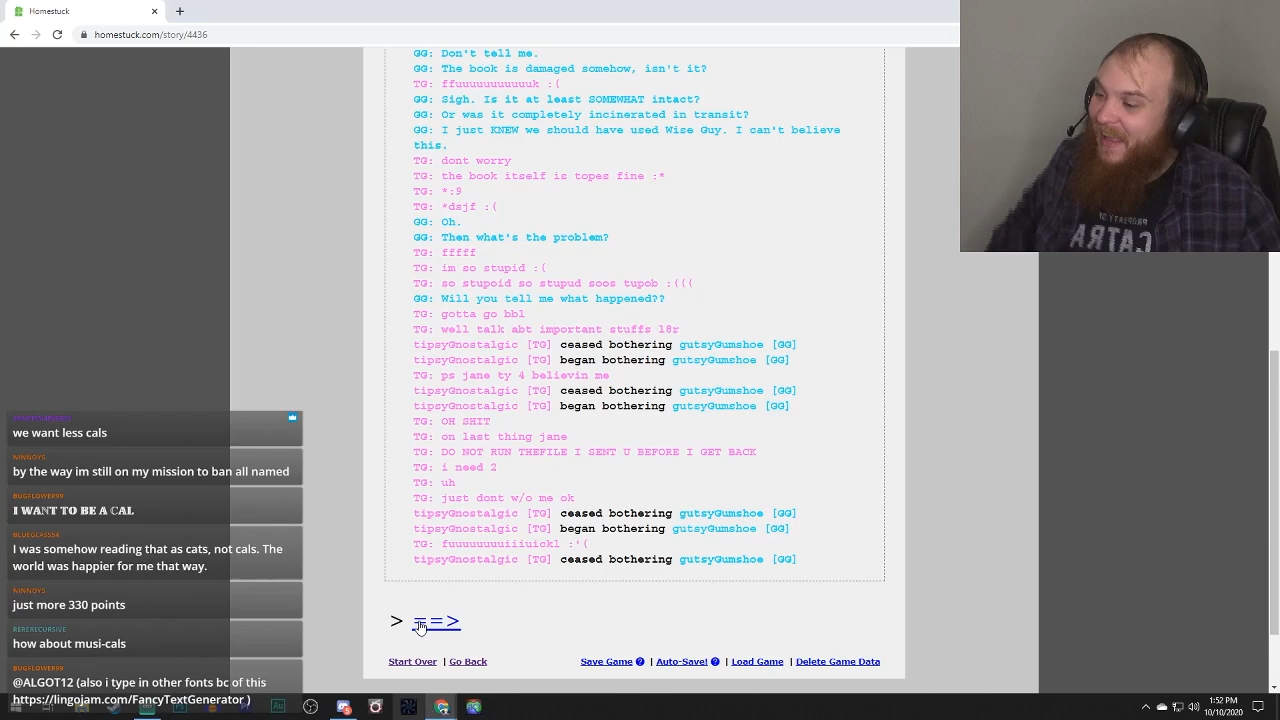 Homestuck
homestuck.com/story/4436
GG: Don't tell me.
GG: The book is damaged somehow, isn't it?
TG: ffuuuuuuuuuuuk :(
GG: Sigh. Is it at least SOMEWHAT intact?
GG: Or was it completely incinerated in transit?
GG: I just KNEW we should have used Wise Guy. I can't believe
this.
TG: dont worry
TG: the book itself is topes fine :*
TG: *:9
TG: *dsjf :(
GG: Oh.
GG: Then what's the problem?
TG: fffff
TG: im so stupid :(
TG: so stupoid so stupud soos tupob :(((
GG: Will you tell me what happened??
TG: gotta go bbl
TG: well talk abt important stuffs l8r
tipsyGnostalgic [TG] ceased bothering gutsyGumshoe [GG]
tipsyGnostalgic [TG] began bothering gutsyGumshoe [GG]
TG: ps jane ty 4 believin me
tipsyGnostalgic [TG] ceased bothering gutsyGumshoe [GG]
tipsyGnostalgic [TG] began bothering gutsyGumshoe [GG]
TG: OH SHIT
TG: on last thing jane
TG: DO NOT RUN THEFILE I SENT U BEFORE I GET BACK
TG: i need 2
TG: uh
TG: just dont w/o me ok
tipsyGnostalgic [TG] ceased bothering gutsyGumshoe [GG]
tipsyGnostalgic [TG] began bothering gutsyGumshoe [GG]
TG: fuuuuuuuiiiuickl :'(
tipsyGnostalgic [TG] ceased bothering gutsyGumshoe [GG]
> ==>
Start Over | Go Back
Save Game | Auto-Save! | Load Game | Delete Game Data
we want less cals
NINNOYS
by the way im still on my mission to ban all named
BUGFLOWER99
I WANT TO BE A CAL
BLUEGLASS54
I was somehow reading that as cats, not cals. The
world was happier for me that way.
NINNOYS
just more 330 points
RERERECURSIVE
how about musi-cals
BUGFLOWER99
@ALGOT12 (also i type in other fonts bc of this
https://lingojam.com/FancyTextGenerator )
PROPERTY OF
CATRA
1:52 PM
10/10/2020